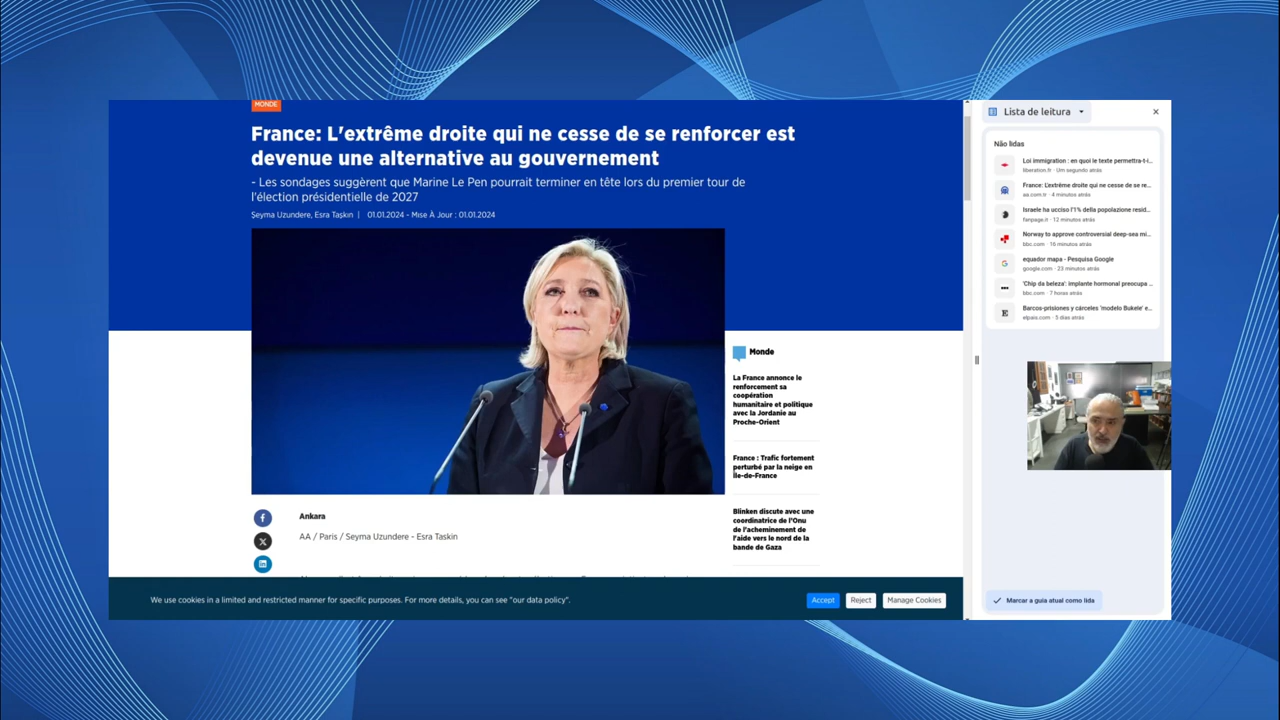 MONDE
France: L'extrême droite qui ne cesse de se renforcer est
devenue une alternative au gouvernement
- Les sondages suggèrent que Marine Le Pen pourrait terminer en tête lors du premier tour de
l'élection présidentielle de 2027
Seyma Uzundere, Esra Taşkın | 01.01.2024 - Mise À Jour : 01.01.2024
Monde
La France annonce le
renforcement sa
coopération
humanitaire et politique
avec la Jordanie au
Proche-Orient
France : Trafic fortement
perturbé par la neige en
Île-de-France
Blinken discute avec une
coordinatrice de l'Onu
de l'acheminement de
l'aide vers le nord de la
bande de Gaza
Ankara
AA / Paris / Seyma Uzundere - Esra Taskin
We use cookies in a limited and restricted manner for specific purposes. For more details, you can see "our data policy".
Accept
Reject
Manage Cookies
Lista de leitura
Não lidas
Loi immigration : en quoi le texte permettra-t-i...
liberation.fr · Um segundo atrás
France: L'extrême droite qui ne cesse de se re...
aa.com.tr · 4 minutos atrás
Israele ha ucciso l'1% della popolazione resid...
fanpage.it · 12 minutos atrás
Norway to approve controversial deep-sea mi...
bbc.com · 16 minutos atrás
equador mapa - Pesquisa Google
google.com · 23 minutos atrás
'Chip da beleza': implante hormonal preocupa ...
bbc.com · 7 horas atrás
Barcos-prisiones y cárceles 'modelo Bukele' e...
elpais.com · 5 dias atrás
Marcar a guia atual como lida